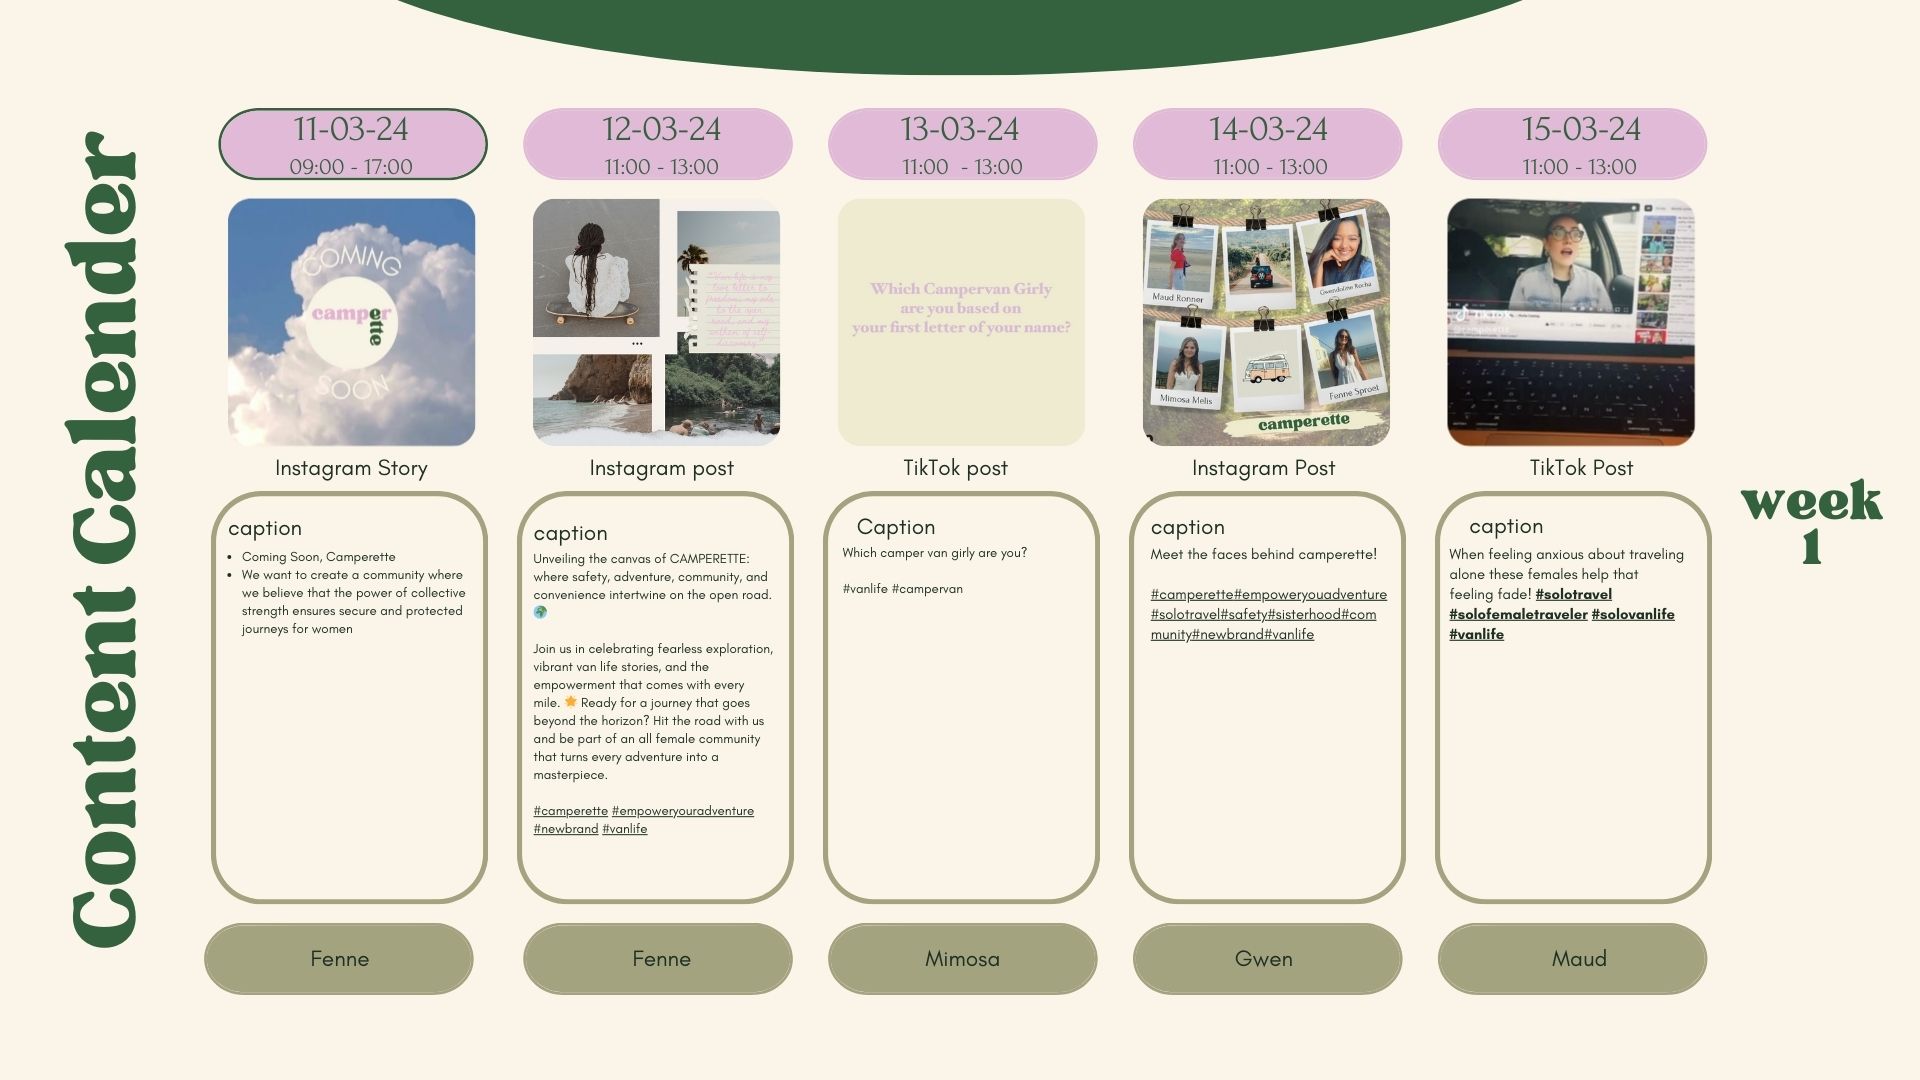 Content Calender
11-03-24
09:00 - 17:00
COMING
camperette
SOON
Instagram Story
caption
• Coming Soon, Camperette
• We want to create a community where
we believe that the power of collective
strength ensures secure and protected
journeys for women
Fenne
12-03-24
11:00 - 13:00
...
Instagram post
caption
Unveiling the canvas of CAMPERETTE:
where safety, adventure, community, and
convenience intertwine on the open road.
🌍
Join us in celebrating fearless exploration,
vibrant van life stories, and the
empowerment that comes with every
mile. 🌟 Ready for a journey that goes
beyond the horizon? Hit the road with us
and be part of an all female community
that turns every adventure into a
masterpiece.
#camperette #empoweryouradventure
#newbrand #vanlife
Fenne
13-03-24
11:00 - 13:00
Which Campervan Girly
are you based on
your first letter of your name?
TikTok post
Caption
Which camper van girly are you?
#vanlife #campervan
Mimosa
14-03-24
11:00 - 13:00
Maud Ronner
Gwendoline Rocha
Mimosa Melis
Fenne Sproet
camperette
Instagram Post
caption
Meet the faces behind camperette!
#camperette#empoweryouadventure
#solotravel#safety#sisterhood#com
munity#newbrand#vanlife
Gwen
15-03-24
11:00 - 13:00
TikTok
TikTok Post
caption
When feeling anxious about traveling
alone these females help that
feeling fade! #solotravel
#solofemaletraveler #solovanlife
#vanlife
Maud
week
1